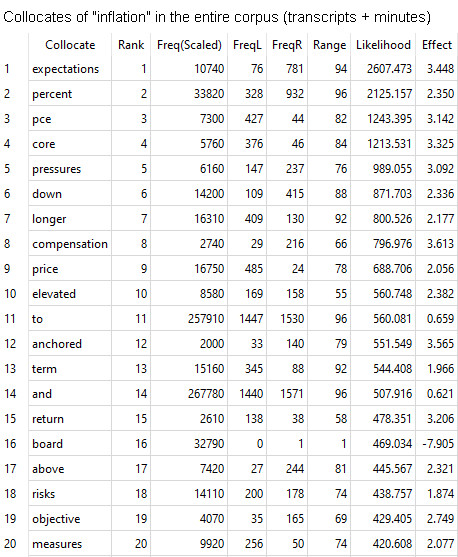 Collocates of "inflation" in the entire corpus (transcripts + minutes)
Collocate Rank Freq(Scaled) FreqL FreqR Range Likelihood Effect
1 expectations 1 10740 76 781 94 2607.473 3.448
2 percent 2 33820 328 932 96 2125.157 2.350
3 pce 3 7300 427 44 82 1243.395 3.142
4 core 4 5760 376 46 84 1213.531 3.325
5 pressures 5 6160 147 237 76 989.055 3.092
6 down 6 14200 109 415 88 871.703 2.336
7 longer 7 16310 409 130 92 800.526 2.177
8 compensation 8 2740 29 216 66 796.976 3.613
9 price 9 16750 485 24 78 688.706 2.056
10 elevated 10 8580 169 158 55 560.748 2.382
11 to 11 257910 1447 1530 96 560.081 0.659
12 anchored 12 2000 33 140 79 551.549 3.565
13 term 13 15160 345 88 92 544.408 1.966
14 and 14 267780 1440 1571 96 507.916 0.621
15 return 15 2610 138 38 58 478.351 3.206
16 board 16 32790 0 1 1 469.034 -7.905
17 above 17 7420 27 244 81 445.567 2.321
18 risks 18 14110 200 178 74 438.757 1.874
19 objective 19 4070 35 165 69 429.405 2.749
20 measures 20 9920 256 50 74 420.608 2.077